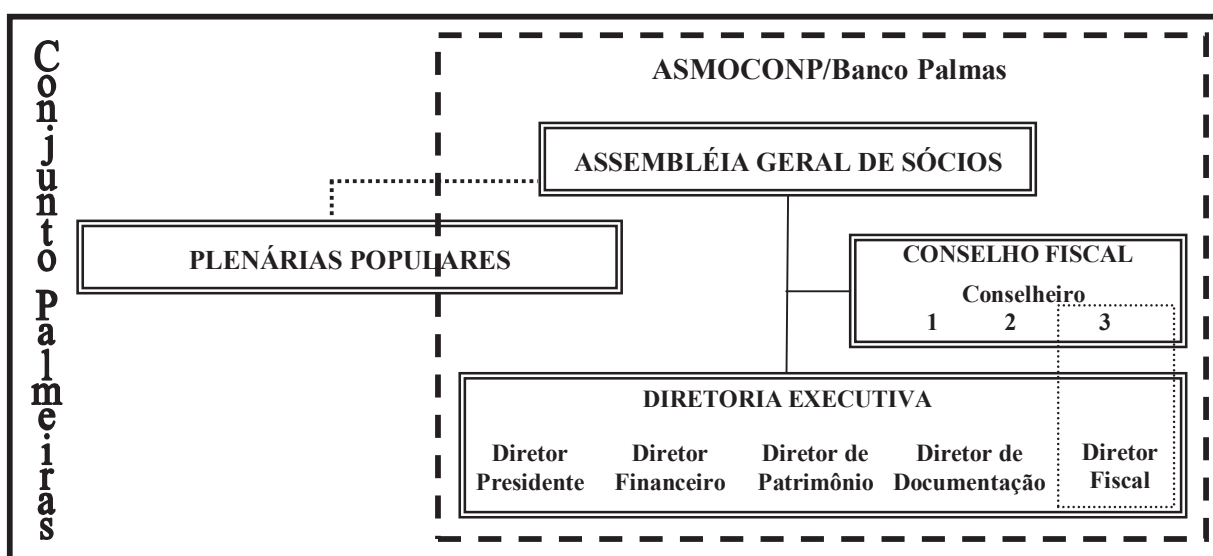 Conjunto Palmeiras
ASMOCONP/Banco Palmas
ASSEMBLÉIA GERAL DE SÓCIOS
PLENÁRIAS POPULARES
CONSELHO FISCAL
Conselheiro
1 2 3
DIRETORIA EXECUTIVA
Diretor Presidente
Diretor Financeiro
Diretor de Patrimônio
Diretor de Documentação
Diretor Fiscal